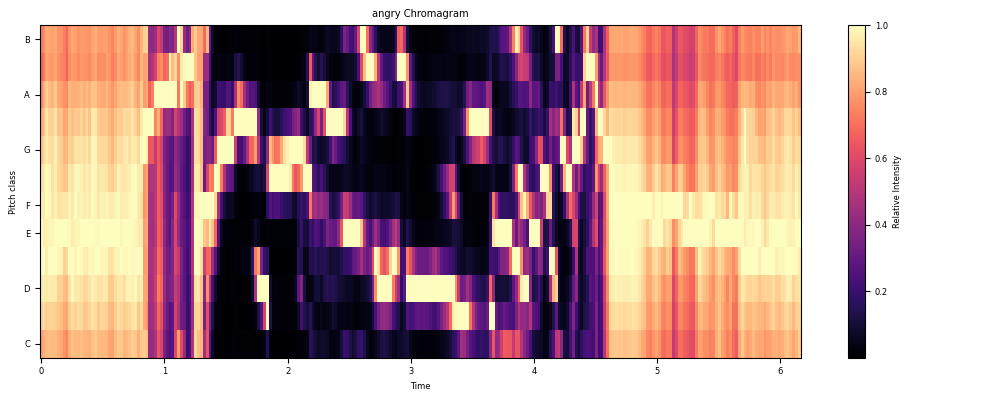 angry Chromagram
B
A
G
F
E
D
C
Pitch class
0
1
2
3
4
5
6
Time
1.0
0.8
0.6
0.4
0.2
Relative Intensity